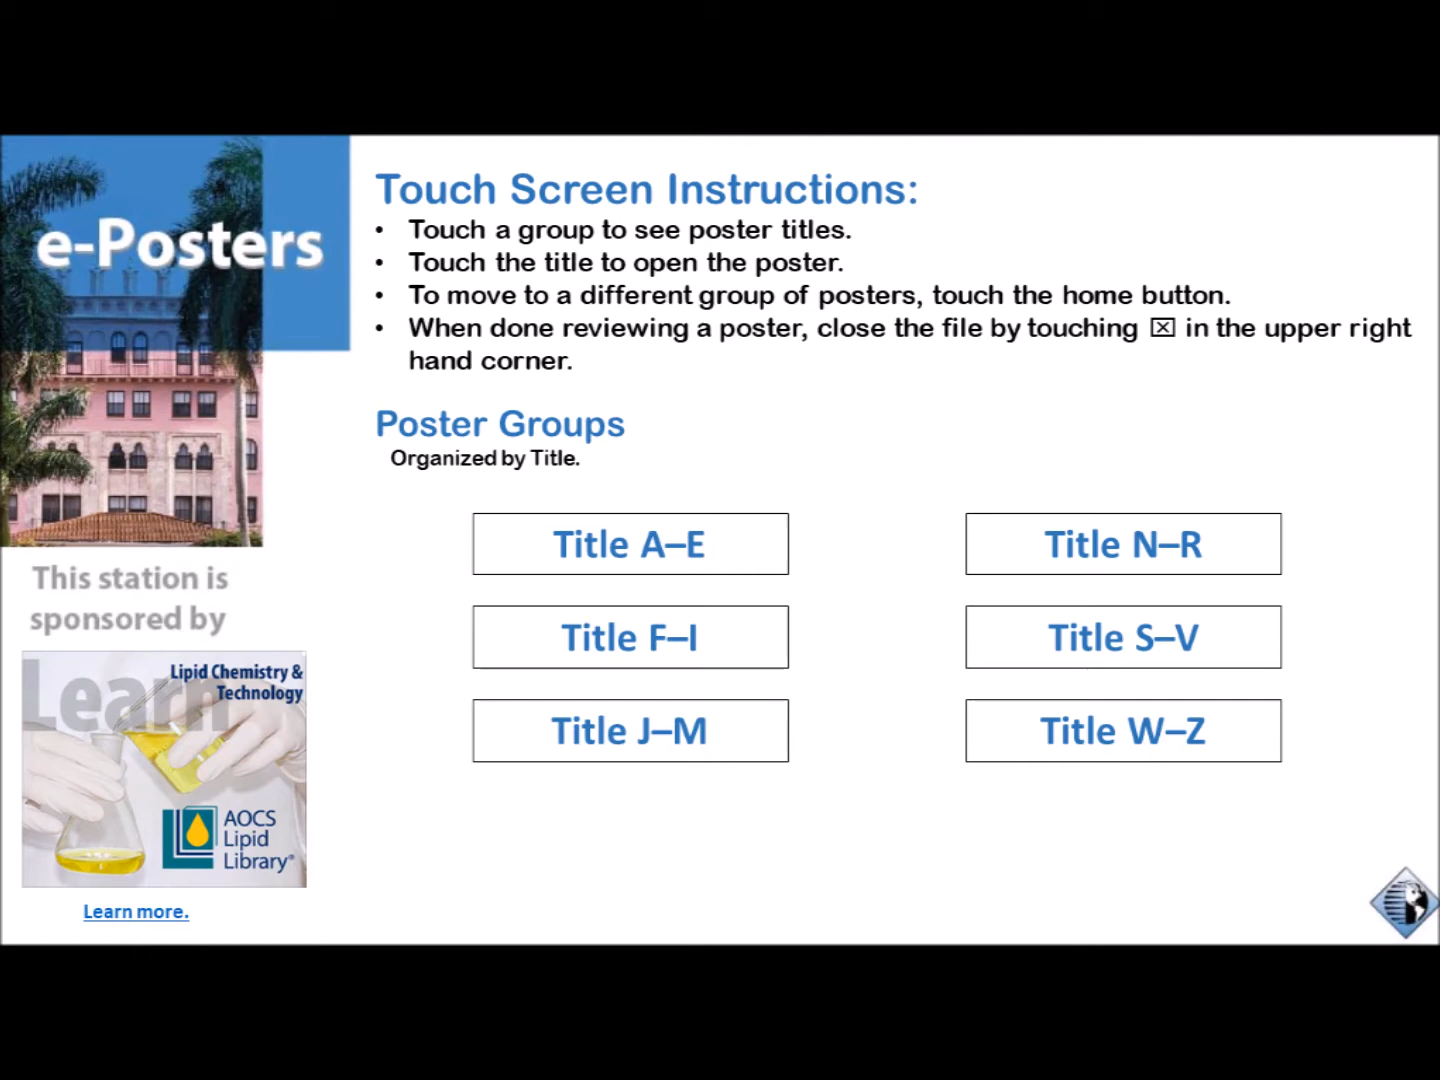 e-Posters
Touch Screen Instructions:
• Touch a group to see poster titles.
• Touch the title to open the poster.
• To move to a different group of posters, touch the home button.
• When done reviewing a poster, close the file by touching ☒ in the upper right
hand corner.
Poster Groups
Organized by Title.
Title A–E
Title N–R
Title F–I
Title S–V
Title J–M
Title W–Z
This station is
sponsored by
Learn
Lipid Chemistry &
Technology
AOCS
Lipid
Library®
Learn more.